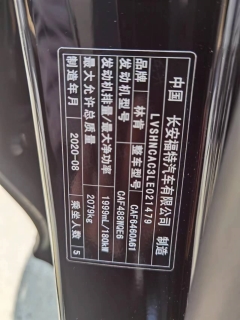 中国 长安福特汽车有限公司 制造
LVSHNCAC3LE021479
品牌 林肯 整车型号 CAF6460A61
发动机型号 CAF488WQE6
发动机排量/最大净功率 1999mL/180kW
最大允许总质量 2079kg
制造年月 2020-08 乘坐人数 5